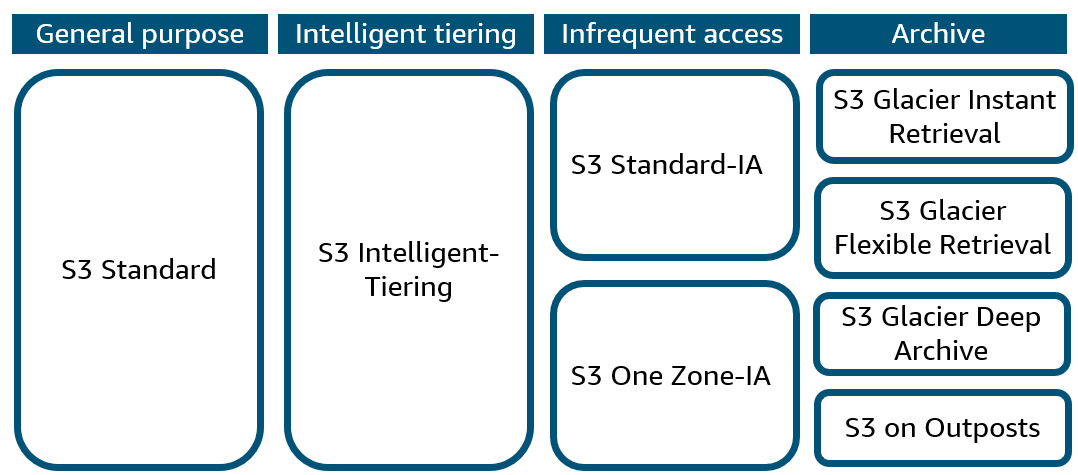 General purpose
Intelligent tiering
Infrequent access
Archive
S3 Standard
S3 Intelligent-
Tiering
S3 Standard-IA
S3 One Zone-IA
S3 Glacier Instant
Retrieval
S3 Glacier
Flexible Retrieval
S3 Glacier Deep
Archive
S3 on Outposts